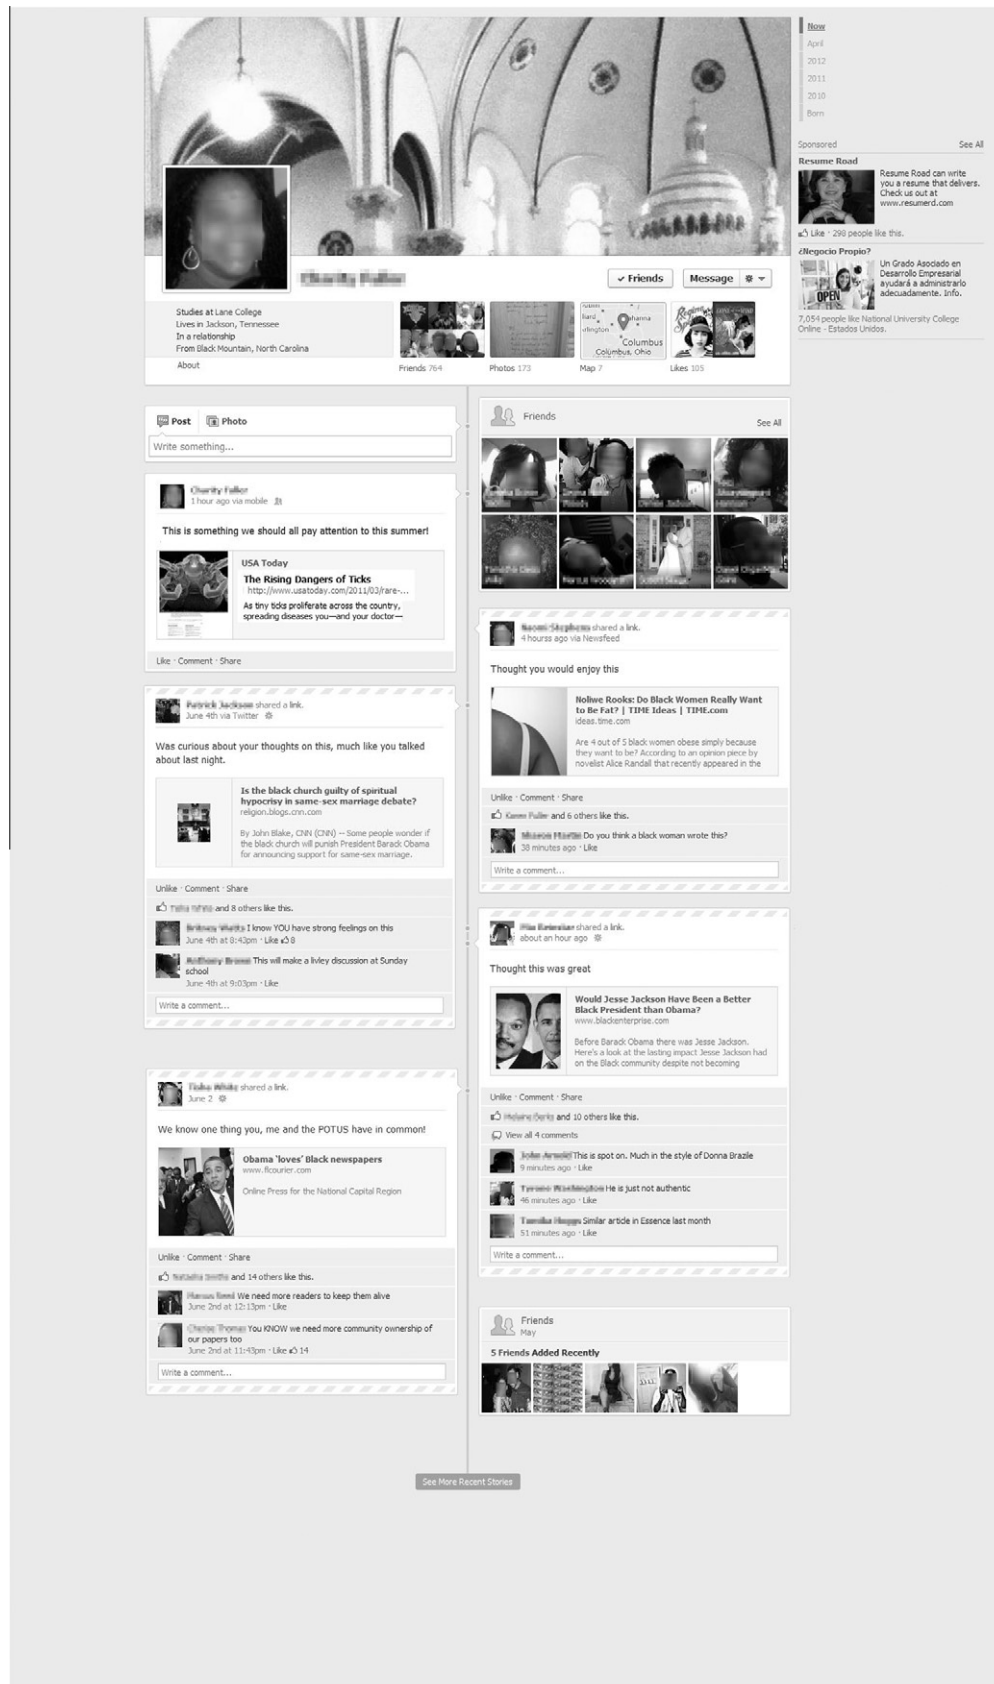 Now
April
2012
2011
2010
Born
Sponsored See All
Resume Road
Resume Road can write
you a resume that delivers.
Check us out at
www.resumerd.com
Like · 298 people like this.
¿Negocio Propio?
OPEN
Un Grado Asociado en
Desarrollo Empresarial
ayudará a administrarlo
adecuadamente. Info.
7,054 people like National University College
Online - Estados Unidos.
Friends Message
Studies at Lane College
Lives in Jackson, Tennessee
In a relationship
From Black Mountain, North Carolina
About
Columbus
Columbus, Ohio
Friends 764 Photos 173 Map 7 Likes 105
Post Photo
Write something...
1 hour ago via mobile
This is something we should all pay attention to this summer!
USA Today
The Rising Dangers of Ticks
http://www.usatoday.com/2011/03/rare-...
As tiny ticks proliferate across the country,
spreading diseases you—and your doctor—
Like · Comment · Share
shared a link.
June 4th via Twitter
Was curious about your thoughts on this, much like you talked
about last night.
Is the black church guilty of spiritual
hypocrisy in same-sex marriage debate?
religion.blogs.cnn.com
By John Blake, CNN (CNN) -- Some people wonder if
the black church will punish President Barack Obama
for announcing support for same-sex marriage.
Unlike · Comment · Share
and 8 others like this.
I know YOU have strong feelings on this
June 4th at 8:43pm · Like 8
This will make a livley discussion at Sunday
school
June 4th at 9:03pm · Like
Write a comment...
shared a link.
June 2
We know one thing you, me and the POTUS have in common!
Obama 'loves' Black newspapers
www.flcourier.com
Online Press for the National Capital Region
Unlike · Comment · Share
and 14 others like this.
We need more readers to keep them alive
June 2nd at 12:13pm · Like
You KNOW we need more community ownership of
our papers too
June 2nd at 11:43pm · Like 14
Write a comment...
Friends
See All
shared a link.
4 hourss ago via Newsfeed
Thought you would enjoy this
Noliwe Rooks: Do Black Women Really Want
to Be Fat? | TIME Ideas | TIME.com
ideas.time.com
Are 4 out of 5 black women obese simply because
they want to be? According to an opinion piece by
novelist Alice Randall that recently appeared in the
Unlike · Comment · Share
and 6 others like this.
Do you think a black woman wrote this?
38 minutes ago · Like
Write a comment...
shared a link.
about an hour ago
Thought this was great
Would Jesse Jackson Have Been a Better
Black President than Obama?
www.blackenterprise.com
Before Barack Obama there was Jesse Jackson.
Here's a look at the lasting impact Jesse Jackson had
on the Black community despite not becoming
Unlike · Comment · Share
and 10 others like this.
View all 4 comments
This is spot on. Much in the style of Donna Brazile
9 minutes ago · Like
He is just not authentic
46 minutes ago · Like
Similar article in Essence last month
51 minutes ago · Like
Write a comment...
Friends
May
5 Friends Added Recently
See More Recent Stories